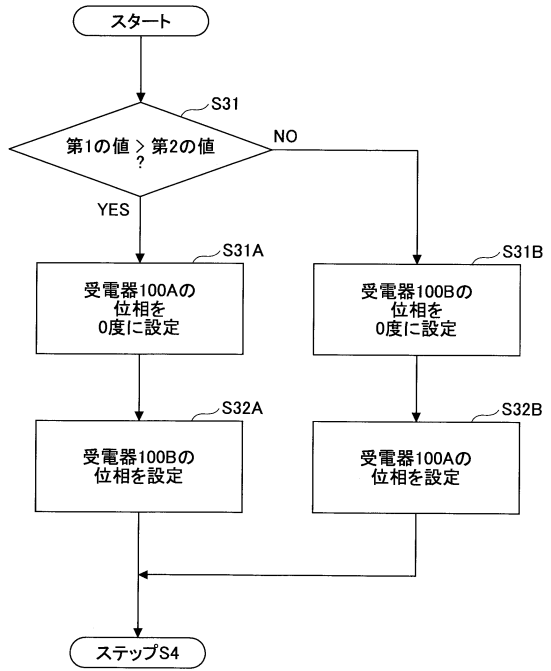 スタート
S31
第1の値 > 第2の値
?
NO
YES
S31A
受電器100Aの
位相を
0度に設定
S31B
受電器100Bの
位相を
0度に設定
S32A
受電器100Bの
位相を設定
S32B
受電器100Aの
位相を設定
ステップS4